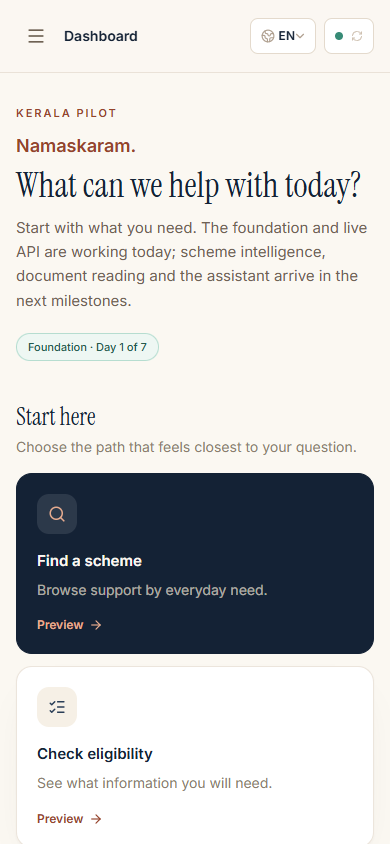 Dashboard
EN
KERALA PILOT
Namaskaram.
What can we help with today?
Start with what you need. The foundation and live
API are working today; scheme intelligence,
document reading and the assistant arrive in the
next milestones.
Foundation · Day 1 of 7
Start here
Choose the path that feels closest to your question.
Find a scheme
Browse support by everyday need.
Preview →
Check eligibility
See what information you will need.
Preview →